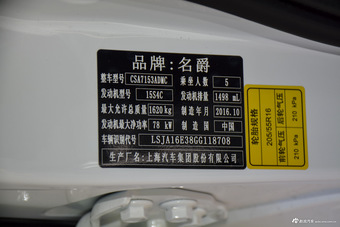 品牌:名爵
整车型号 CSA7153ADMC 乘坐人数 5
发动机型号 15S4C 发动机排量 1498 mL
最大允许总质量 1620 kg 制造年月 2016.10
发动机最大净功率 78 kW 制造国 中国
车辆识别代号 LSJA16E38GG118708
生产厂名:上海汽车集团股份有限公司
轮胎规格
205/55R16
前轮气压 210 kPa
后轮气压 210 kPa